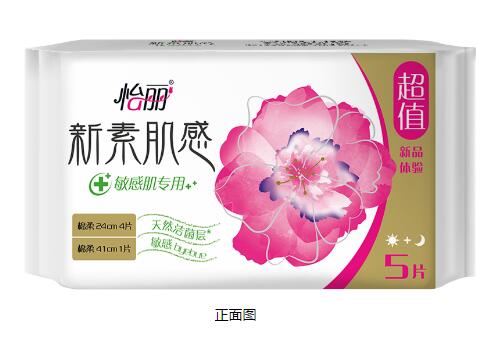 怡丽®
新素肌感
敏感肌专用
棉柔 24cm 4片
棉柔 41cm 1片
天然洁菌层*
敏感 byebye
超值
新品
体验
5片
正面图